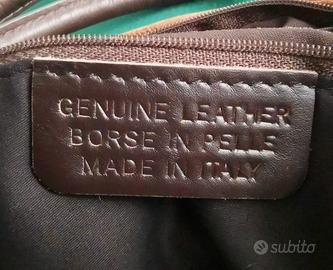 GENUINE LEATHER
BORSE IN PELLE
MADE IN ITALY
subito